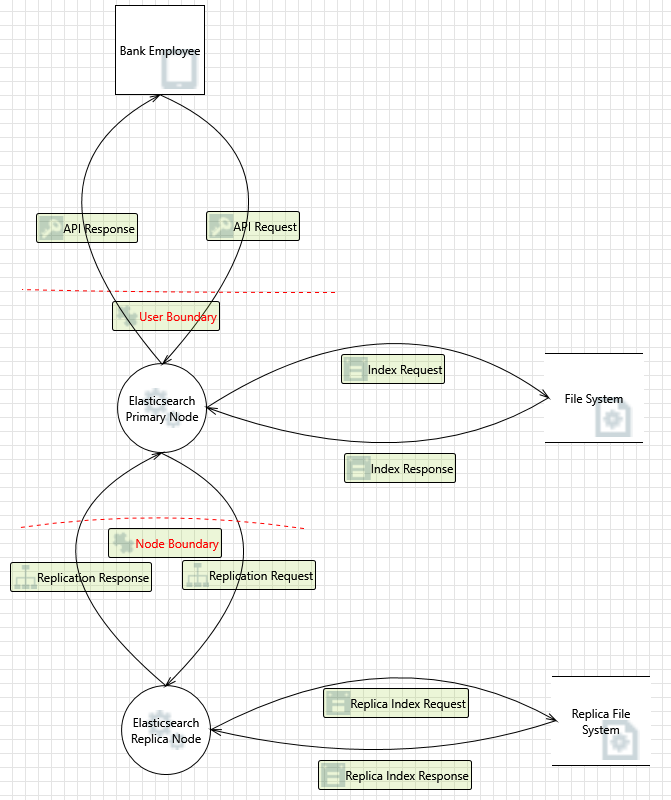 Bank Employee
API Response
API Request
User Boundary
Elasticsearch
Primary Node
Index Request
File System
Index Response
Node Boundary
Replication Response
Replication Request
Elasticsearch
Replica Node
Replica Index Request
Replica File
System
Replica Index Response